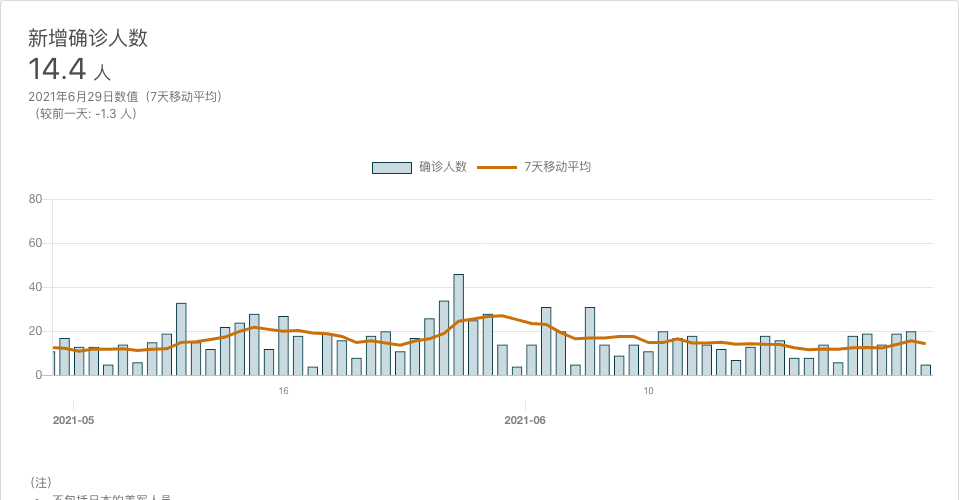 新增确诊人数
14.4 人
2021年6月29日数值（7天移动平均）
（较前一天: -1.3 人）
确诊人数 7天移动平均
80
60
40
20
0
16 10
2021-05 2021-06
（注）